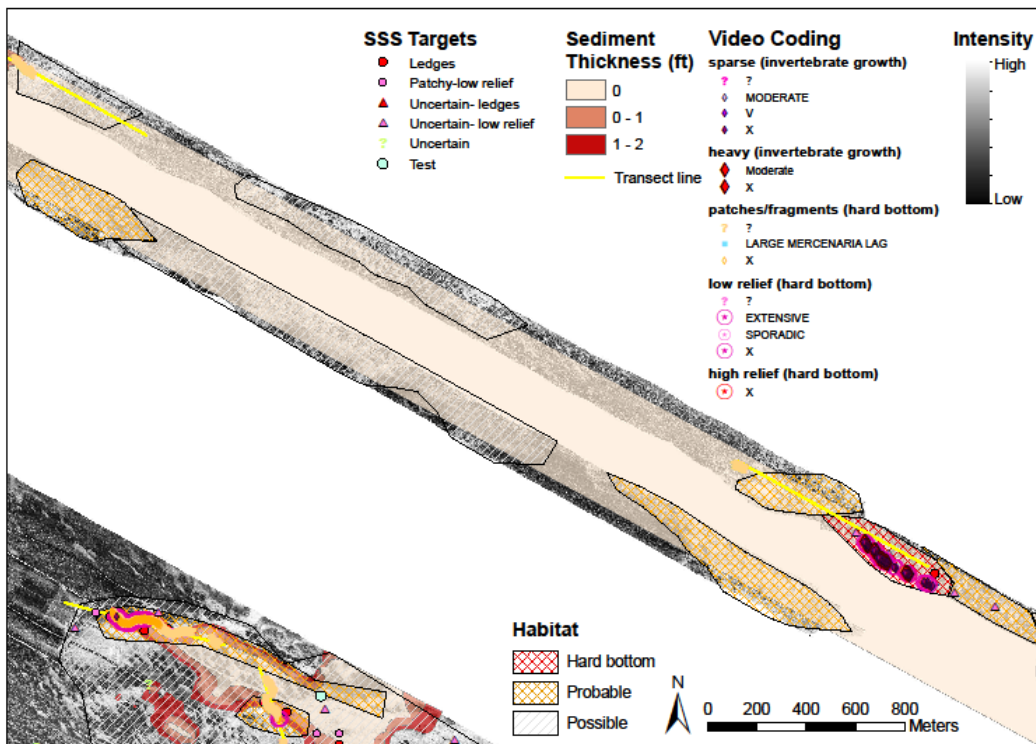 SSS Targets
Ledges
Patchy-low relief
Uncertain- ledges
Uncertain- low relief
? Uncertain
Test
Sediment
Thickness (ft)
0
0 - 1
1 - 2
Transect line
Video Coding
sparse (invertebrate growth)
? ?
MODERATE
V
X
heavy (invertebrate growth)
Moderate
X
patches/fragments (hard bottom)
? ?
LARGE MERCENARIA LAG
X
low relief (hard bottom)
? ?
EXTENSIVE
SPORADIC
X
high relief (hard bottom)
X
Intensity
High
Low
Habitat
Hard bottom
Probable
Possible
N
0 200 400 600 800
Meters